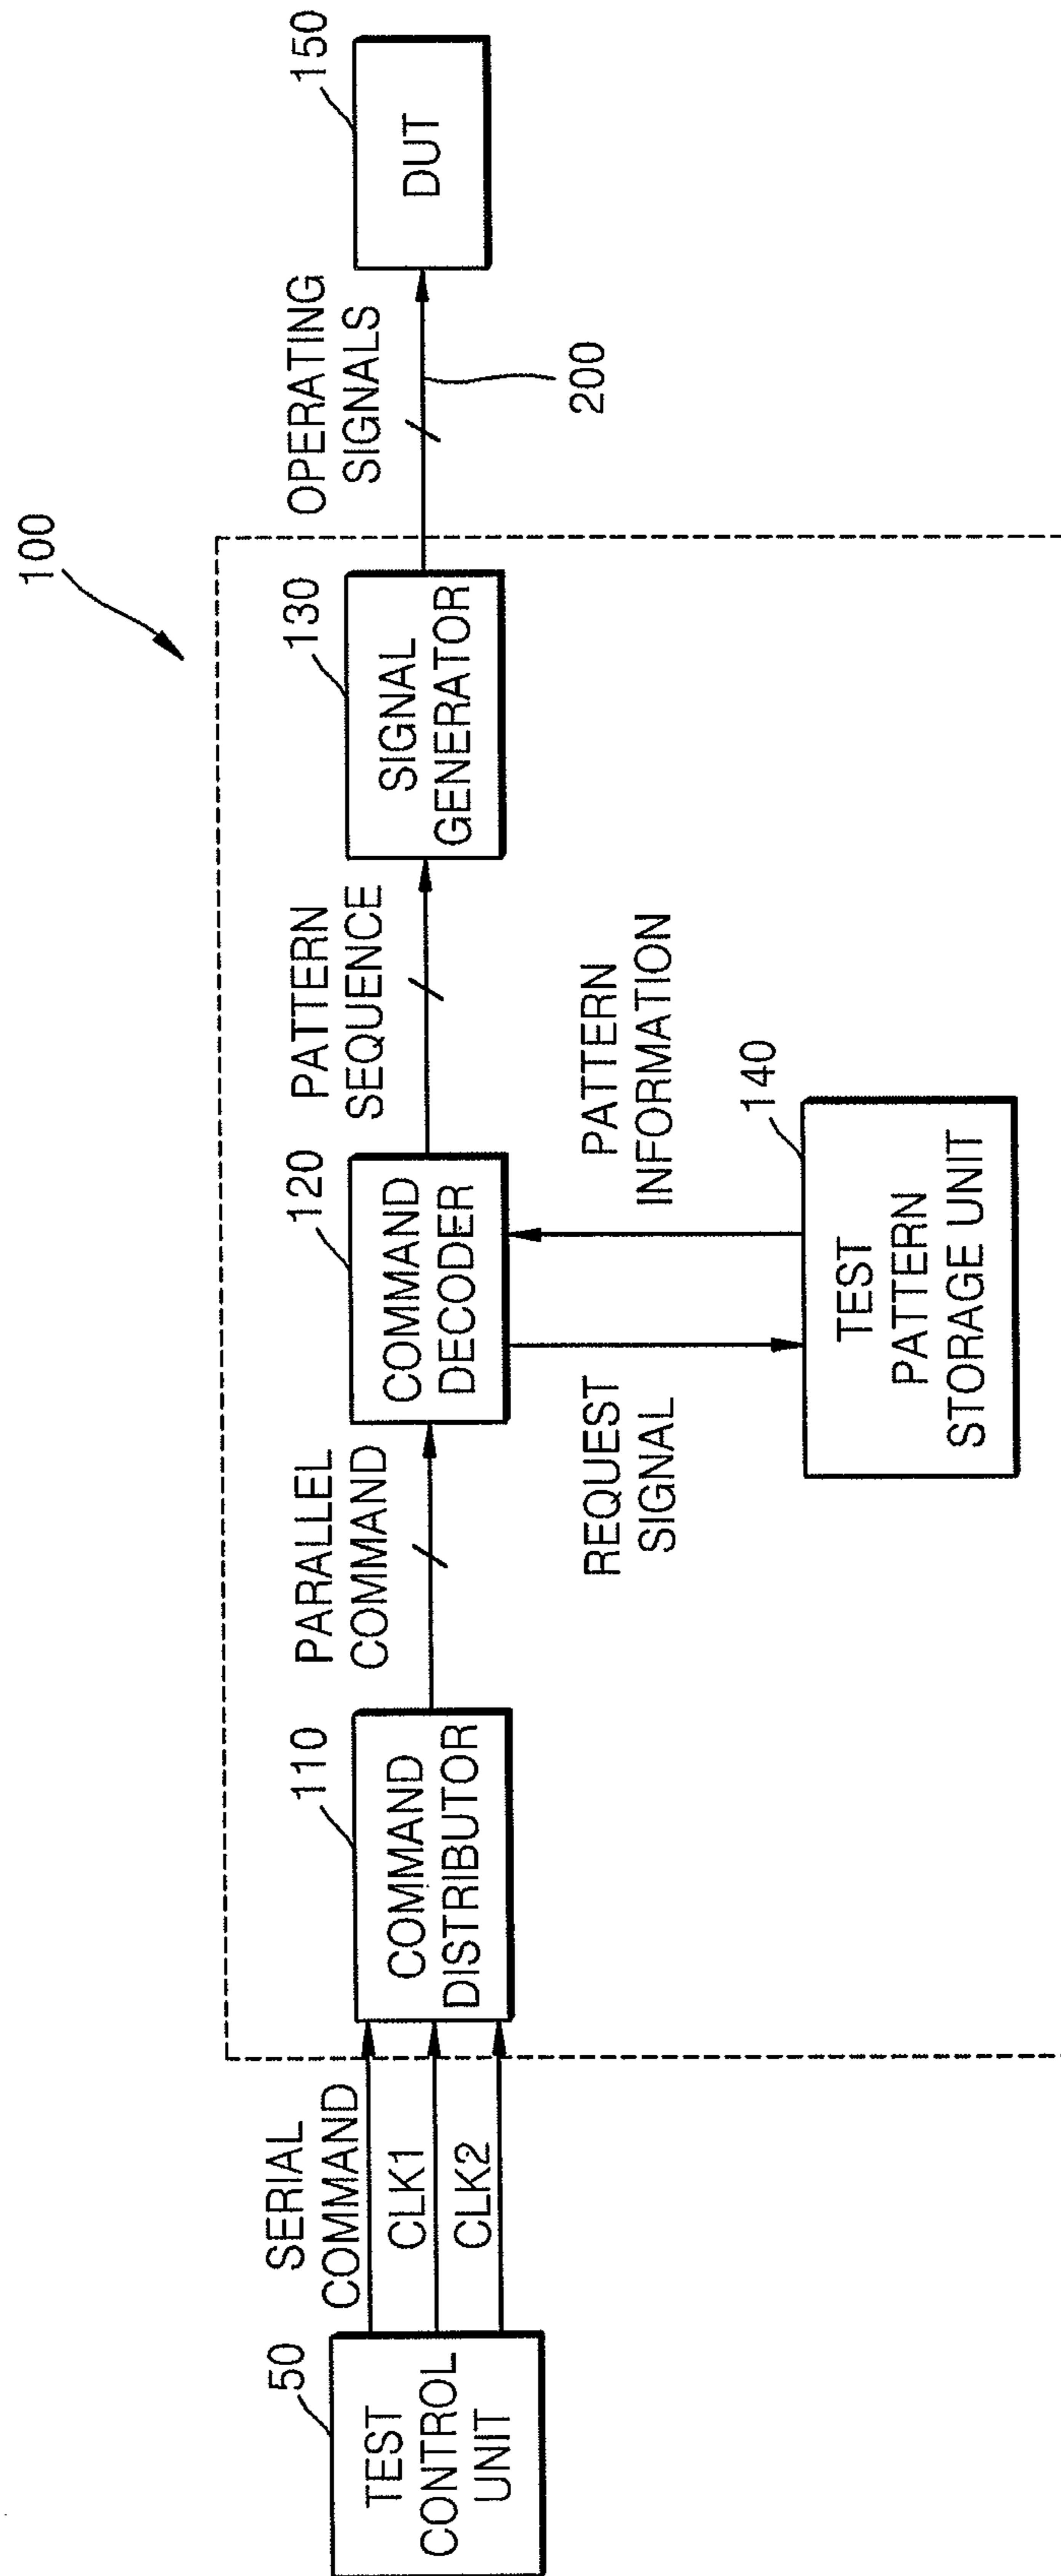 100
50
TEST
CONTROL
UNIT
SERIAL
COMMAND
CLK1
CLK2
110
COMMAND
DISTRIBUTOR
PARALLEL
COMMAND
120
COMMAND
DECODER
PATTERN
SEQUENCE
130
SIGNAL
GENERATOR
OPERATING
SIGNALS
200
150
DUT
REQUEST
SIGNAL
PATTERN
INFORMATION
140
TEST
PATTERN
STORAGE UNIT